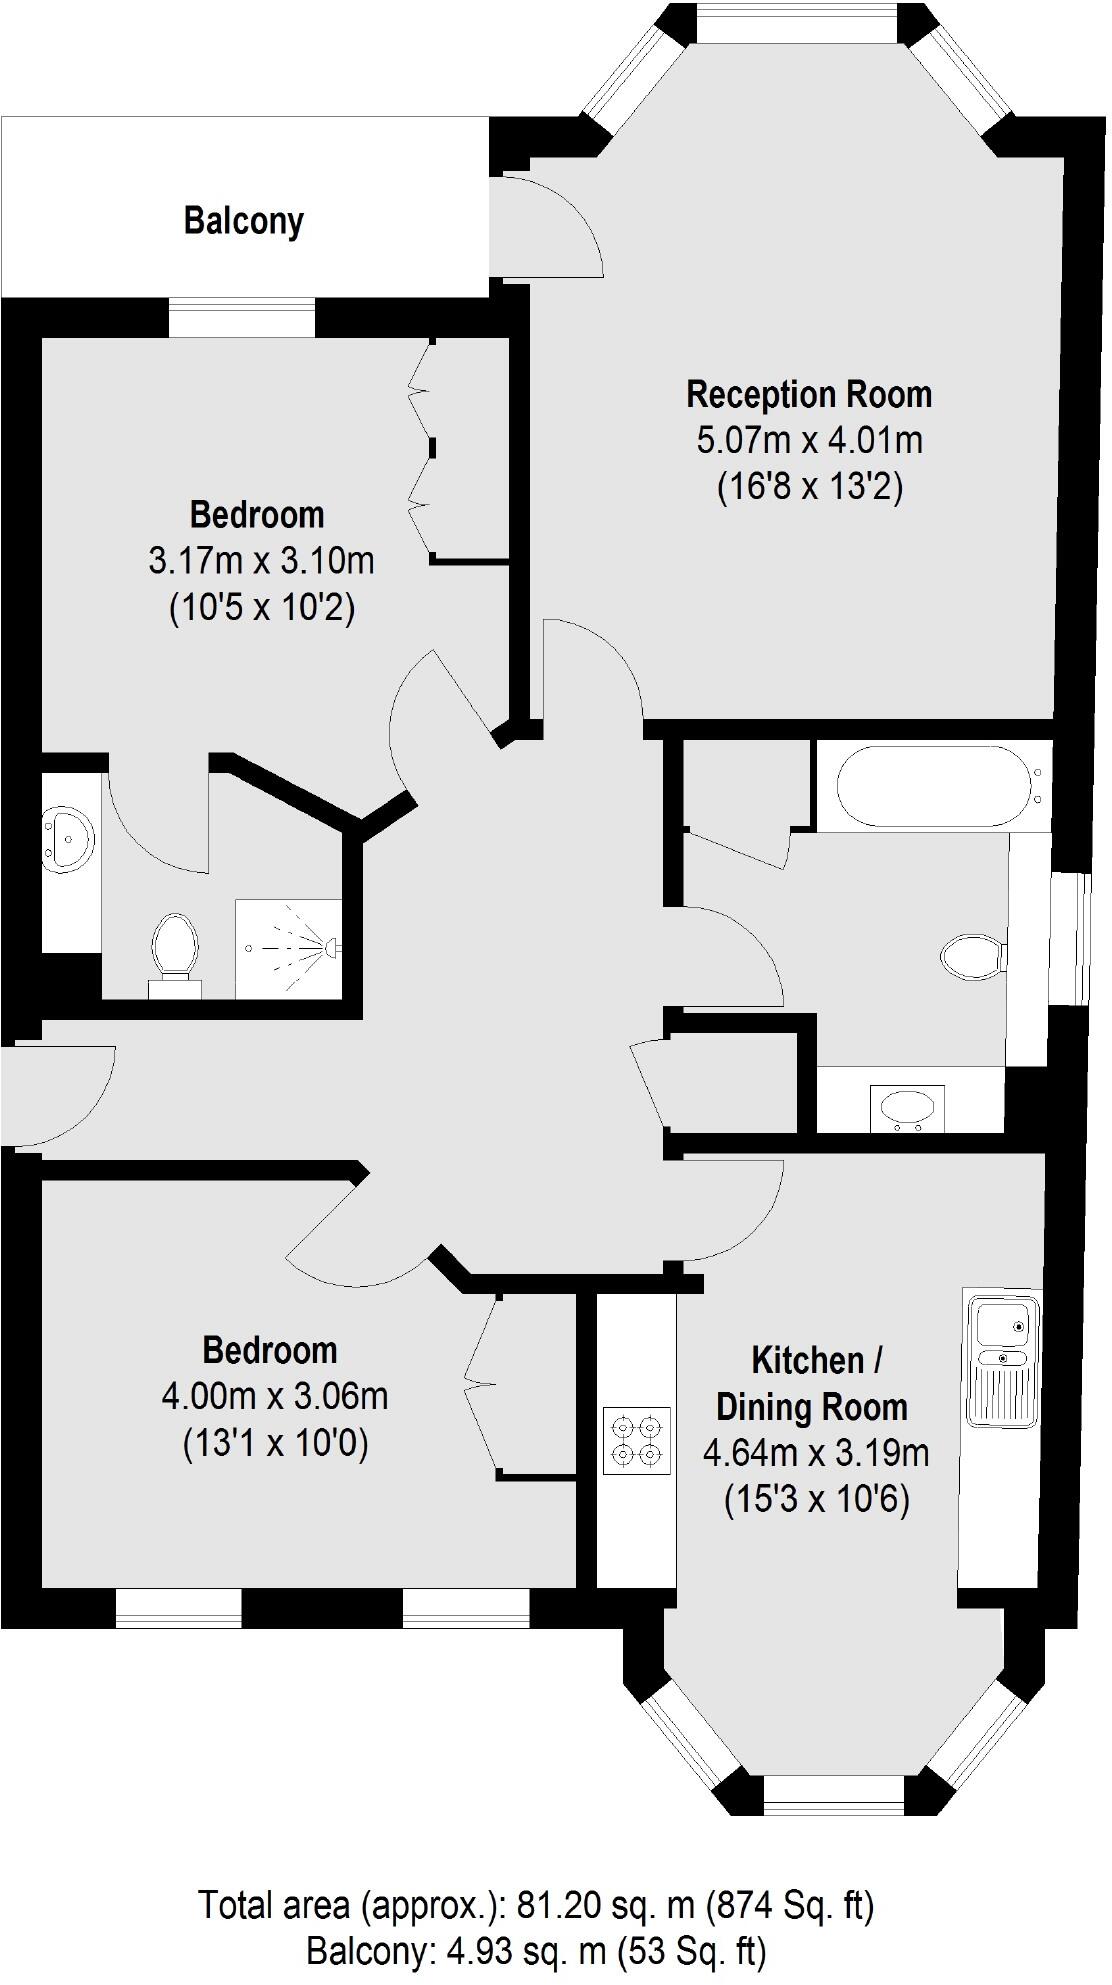 Balcony
Reception Room
5.07m x 4.01m
(16'8 x 13'2)
Bedroom
3.17m x 3.10m
(10'5 x 10'2)
Bedroom
4.00m x 3.06m
(13'1 x 10'0)
Kitchen /
Dining Room
4.64m x 3.19m
(15'3 x 10'6)
Total area (approx.): 81.20 sq. m (874 Sq. ft)
Balcony: 4.93 sq. m (53 Sq. ft)